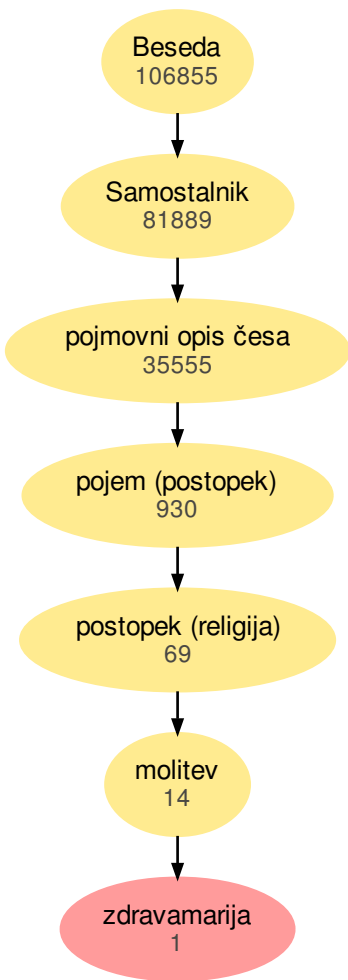 Beseda
106855
Samostalnik
81889
pojmovni opis česa
35555
pojem (postopek)
930
postopek (religija)
69
molitev
14
zdravamarija
1